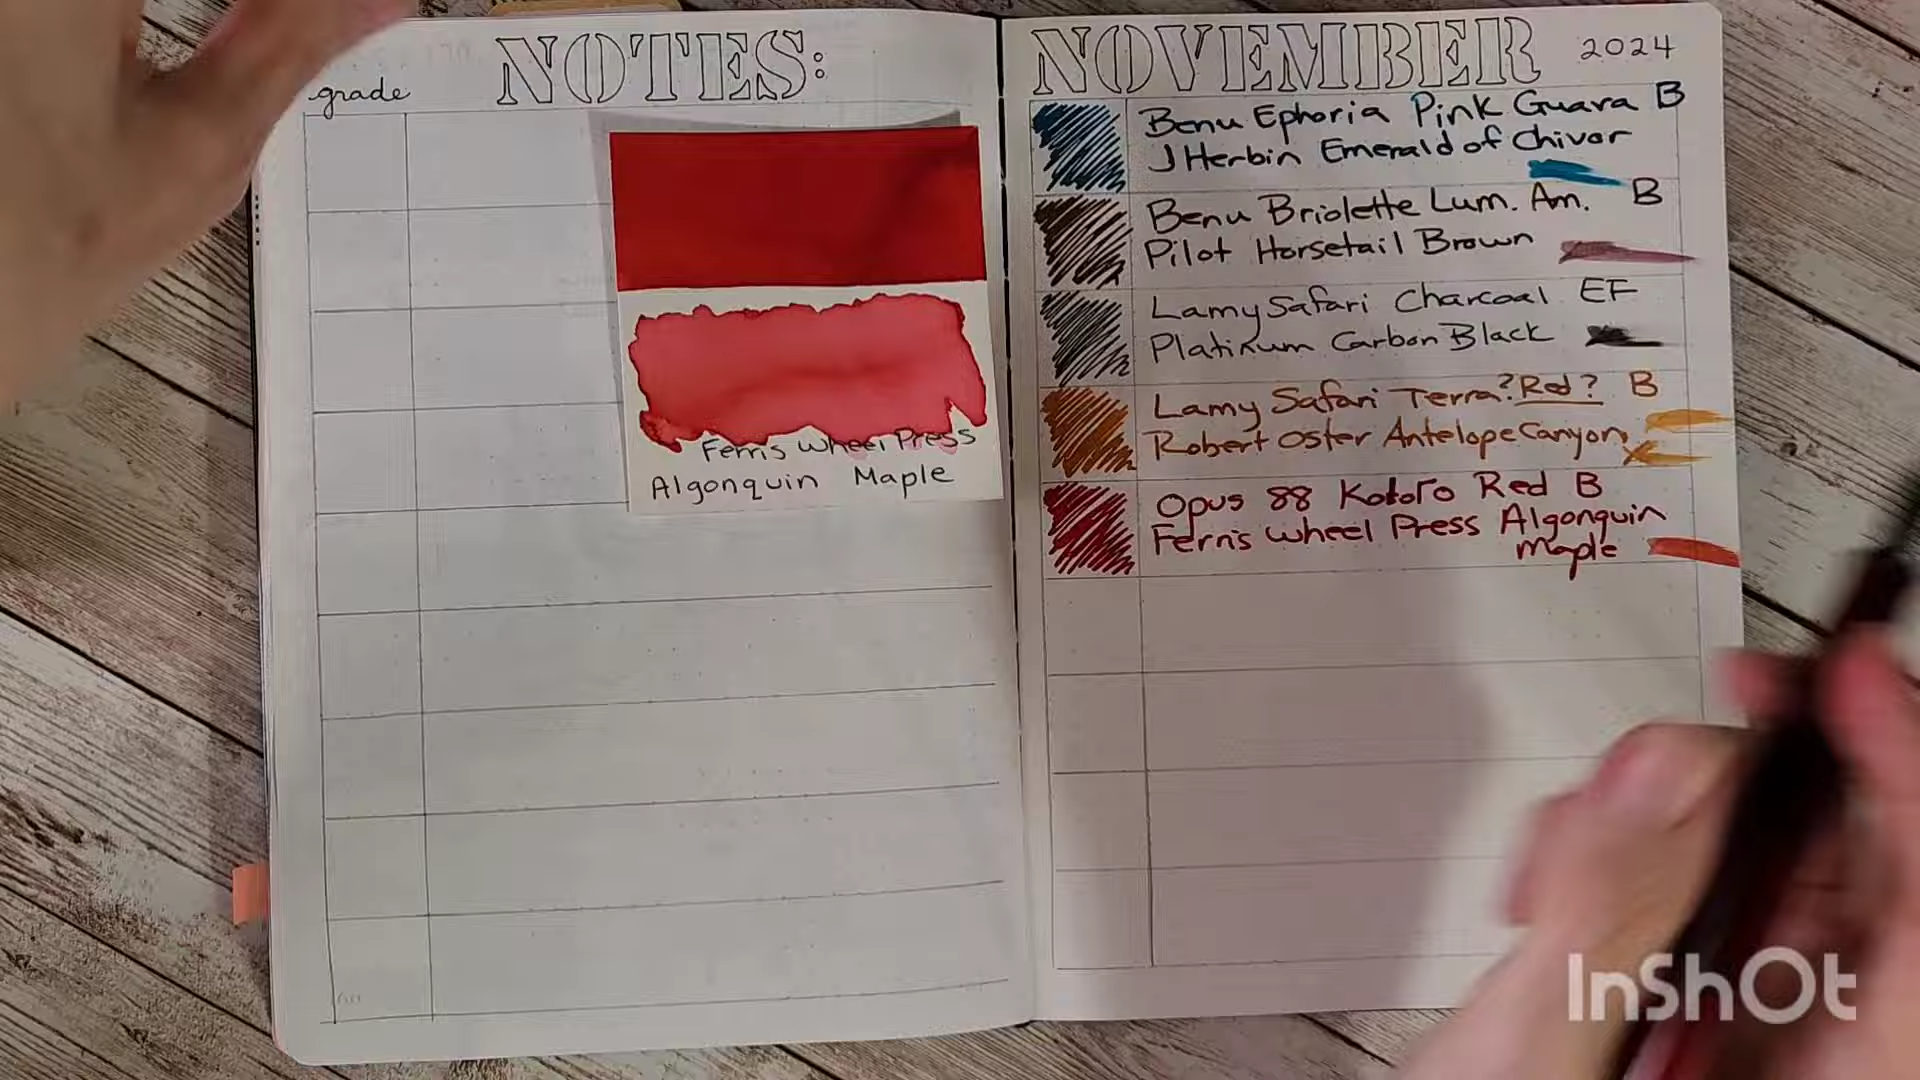 grade
NOTES:
Ferris Wheel Press
Algonquin Maple
NOVEMBER 2024
Benu Ephoria Pink Guara B
J Herbin Emerald of Chivor
Benu Briolette Lum. Am. B
Pilot Horsetail Brown
Lamy Safari Charcoal EF
Platinum Carbon Black
Lamy Safari Terra? Red? B
Robert Oster Antelope Canyon
Opus 88 Kokoro Red B
Ferris Wheel Press Algonquin
Maple
InShOt